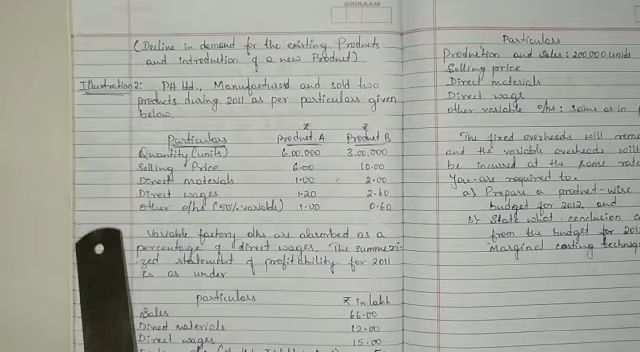 SHRIRAAM
(Decline in demand for the existing Products
and introduction of a new Product)
Illustration 2: PH Ltd., Manufactured and sold two
products during 2011 as per particulars given
below.
₹ ₹
Particulars Product A Product B
Quantity (units) 6,00,000 3,00,000
Selling Price 6.00 10.00
Direct materials 1.00 2.00
Direct wages 1.20 2.60
Other o/hs (50% variable) 1.00 0.60
Variable factory o/hs are absorbed as a
percentage of direct wages. The summeri-
zed statement of profitability for 2011
is as under
particulars ₹ in lakh
Sales 66.00
Direct materials 12.00
Direct wages 15.00
Particulars
Production and sales: 200,000 units
Selling price
Direct materials
Direct wages
other variable o/hs: Same as in
The fixed overheads will
and the variable overheads will
be incurred at the same rate
You are required to.
a) Prepare a product-wise
budget for 2012, and
b) State what conclusion
from the budget for 201
Marginal costing